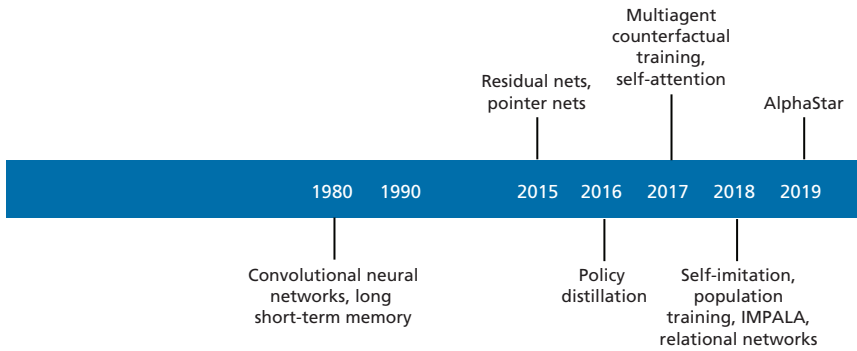 Multiagent
counterfactual
training,
self-attention
Residual nets,
pointer nets
AlphaStar
1980 1990 2015 2016 2017 2018 2019
Convolutional neural
networks, long
short-term memory
Policy
distillation
Self-imitation,
population
training, IMPALA,
relational networks